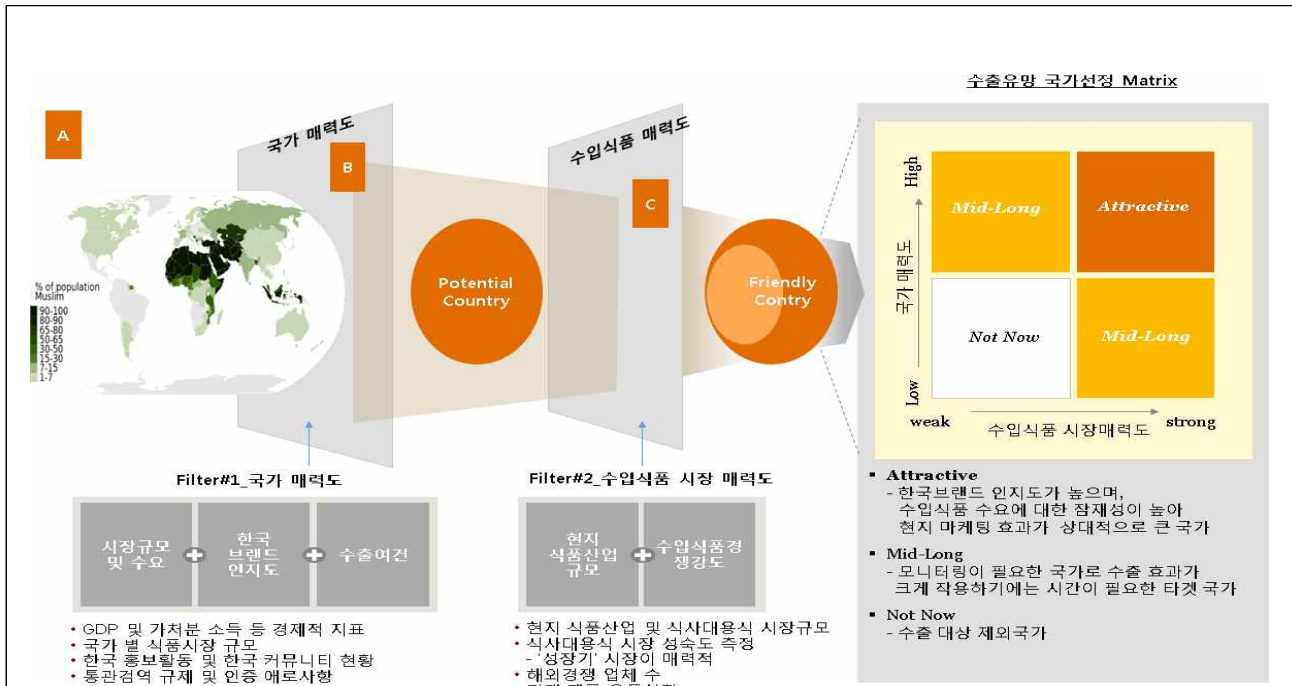 수출유망 국가선정 Matrix
A
국가 매력도
B
수입식품 매력도
C
% of population
Muslim
90-100
80-90
65-80
50-65
30-50
15-30
7-15
1-7
Potential
Country
Friendly
Contry
High
국가 매력도
Low
Mid-Long
Attractive
Not Now
Mid-Long
weak
수입식품 시장매력도
strong
Filter#1_국가 매력도
시장규모
및 수요
한국
브랜드
인지도
수출여건
• GDP 및 가처분 소득 등 경제적 지표
• 국가 별 식품시장 규모
• 한국 홍보활동 및 한국 커뮤니티 현황
• 통관검역 규제 및 인증 애로사항
Filter#2_수입식품 시장 매력도
현지
식품산업
규모
수입식품경
쟁강도
• 현지 식품산업 및 식사대용식 시장규모
• 식사대용식 시장 성숙도 측정
- '성장기' 시장이 매력적
• 해외경쟁 업체 수
▪ Attractive
- 한국브랜드 인지도가 높으며,
수입식품 수요에 대한 잠재성이 높아
현지 마케팅 효과가 상대적으로 큰 국가
▪ Mid-Long
- 모니터링이 필요한 국가로 수출 효과가
크게 작용하기에는 시간이 필요한 타겟 국가
▪ Not Now
- 수출 대상 제외국가